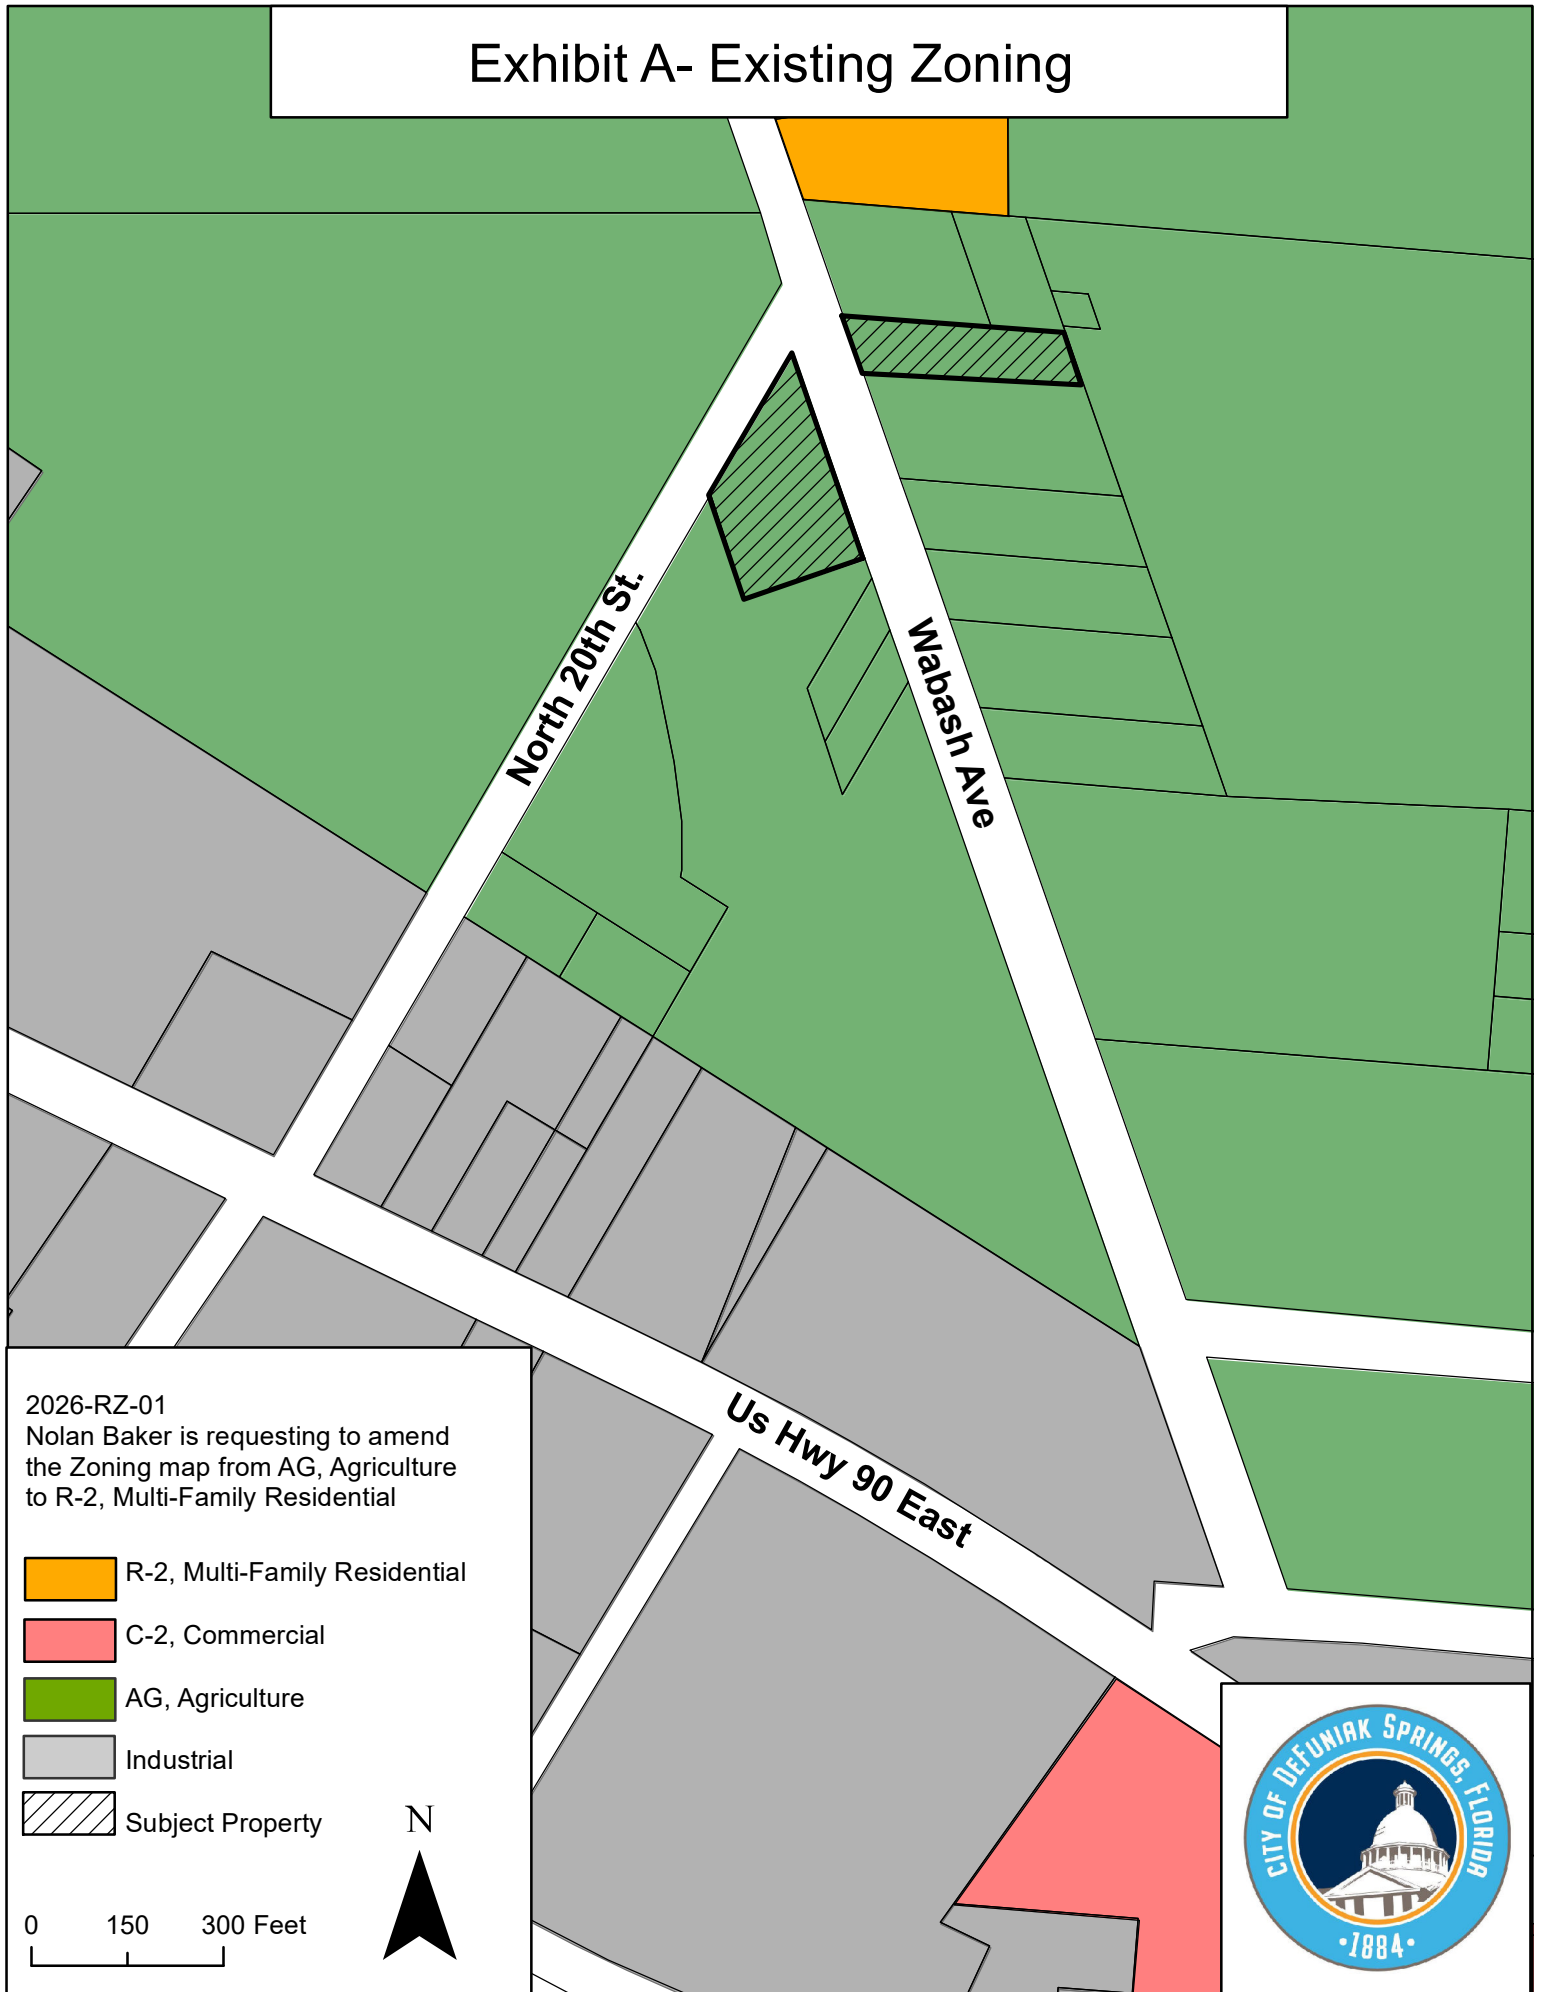 Exhibit A- Existing Zoning
North 20th St.
Wabash Ave
Us Hwy 90 East
2026-RZ-01
Nolan Baker is requesting to amend
the Zoning map from AG, Agriculture
to R-2, Multi-Family Residential
R-2, Multi-Family Residential
C-2, Commercial
AG, Agriculture
Industrial
Subject Property
N
0 150 300 Feet
CITY OF DEFUNIAK SPRINGS, FLORIDA
•1884•